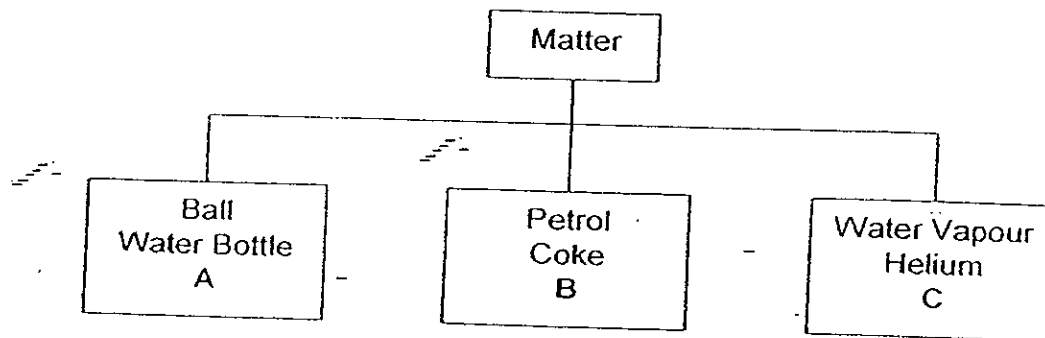 Matter
Ball
Water Bottle
A
Petrol
Coke
B
Water Vapour
Helium
C